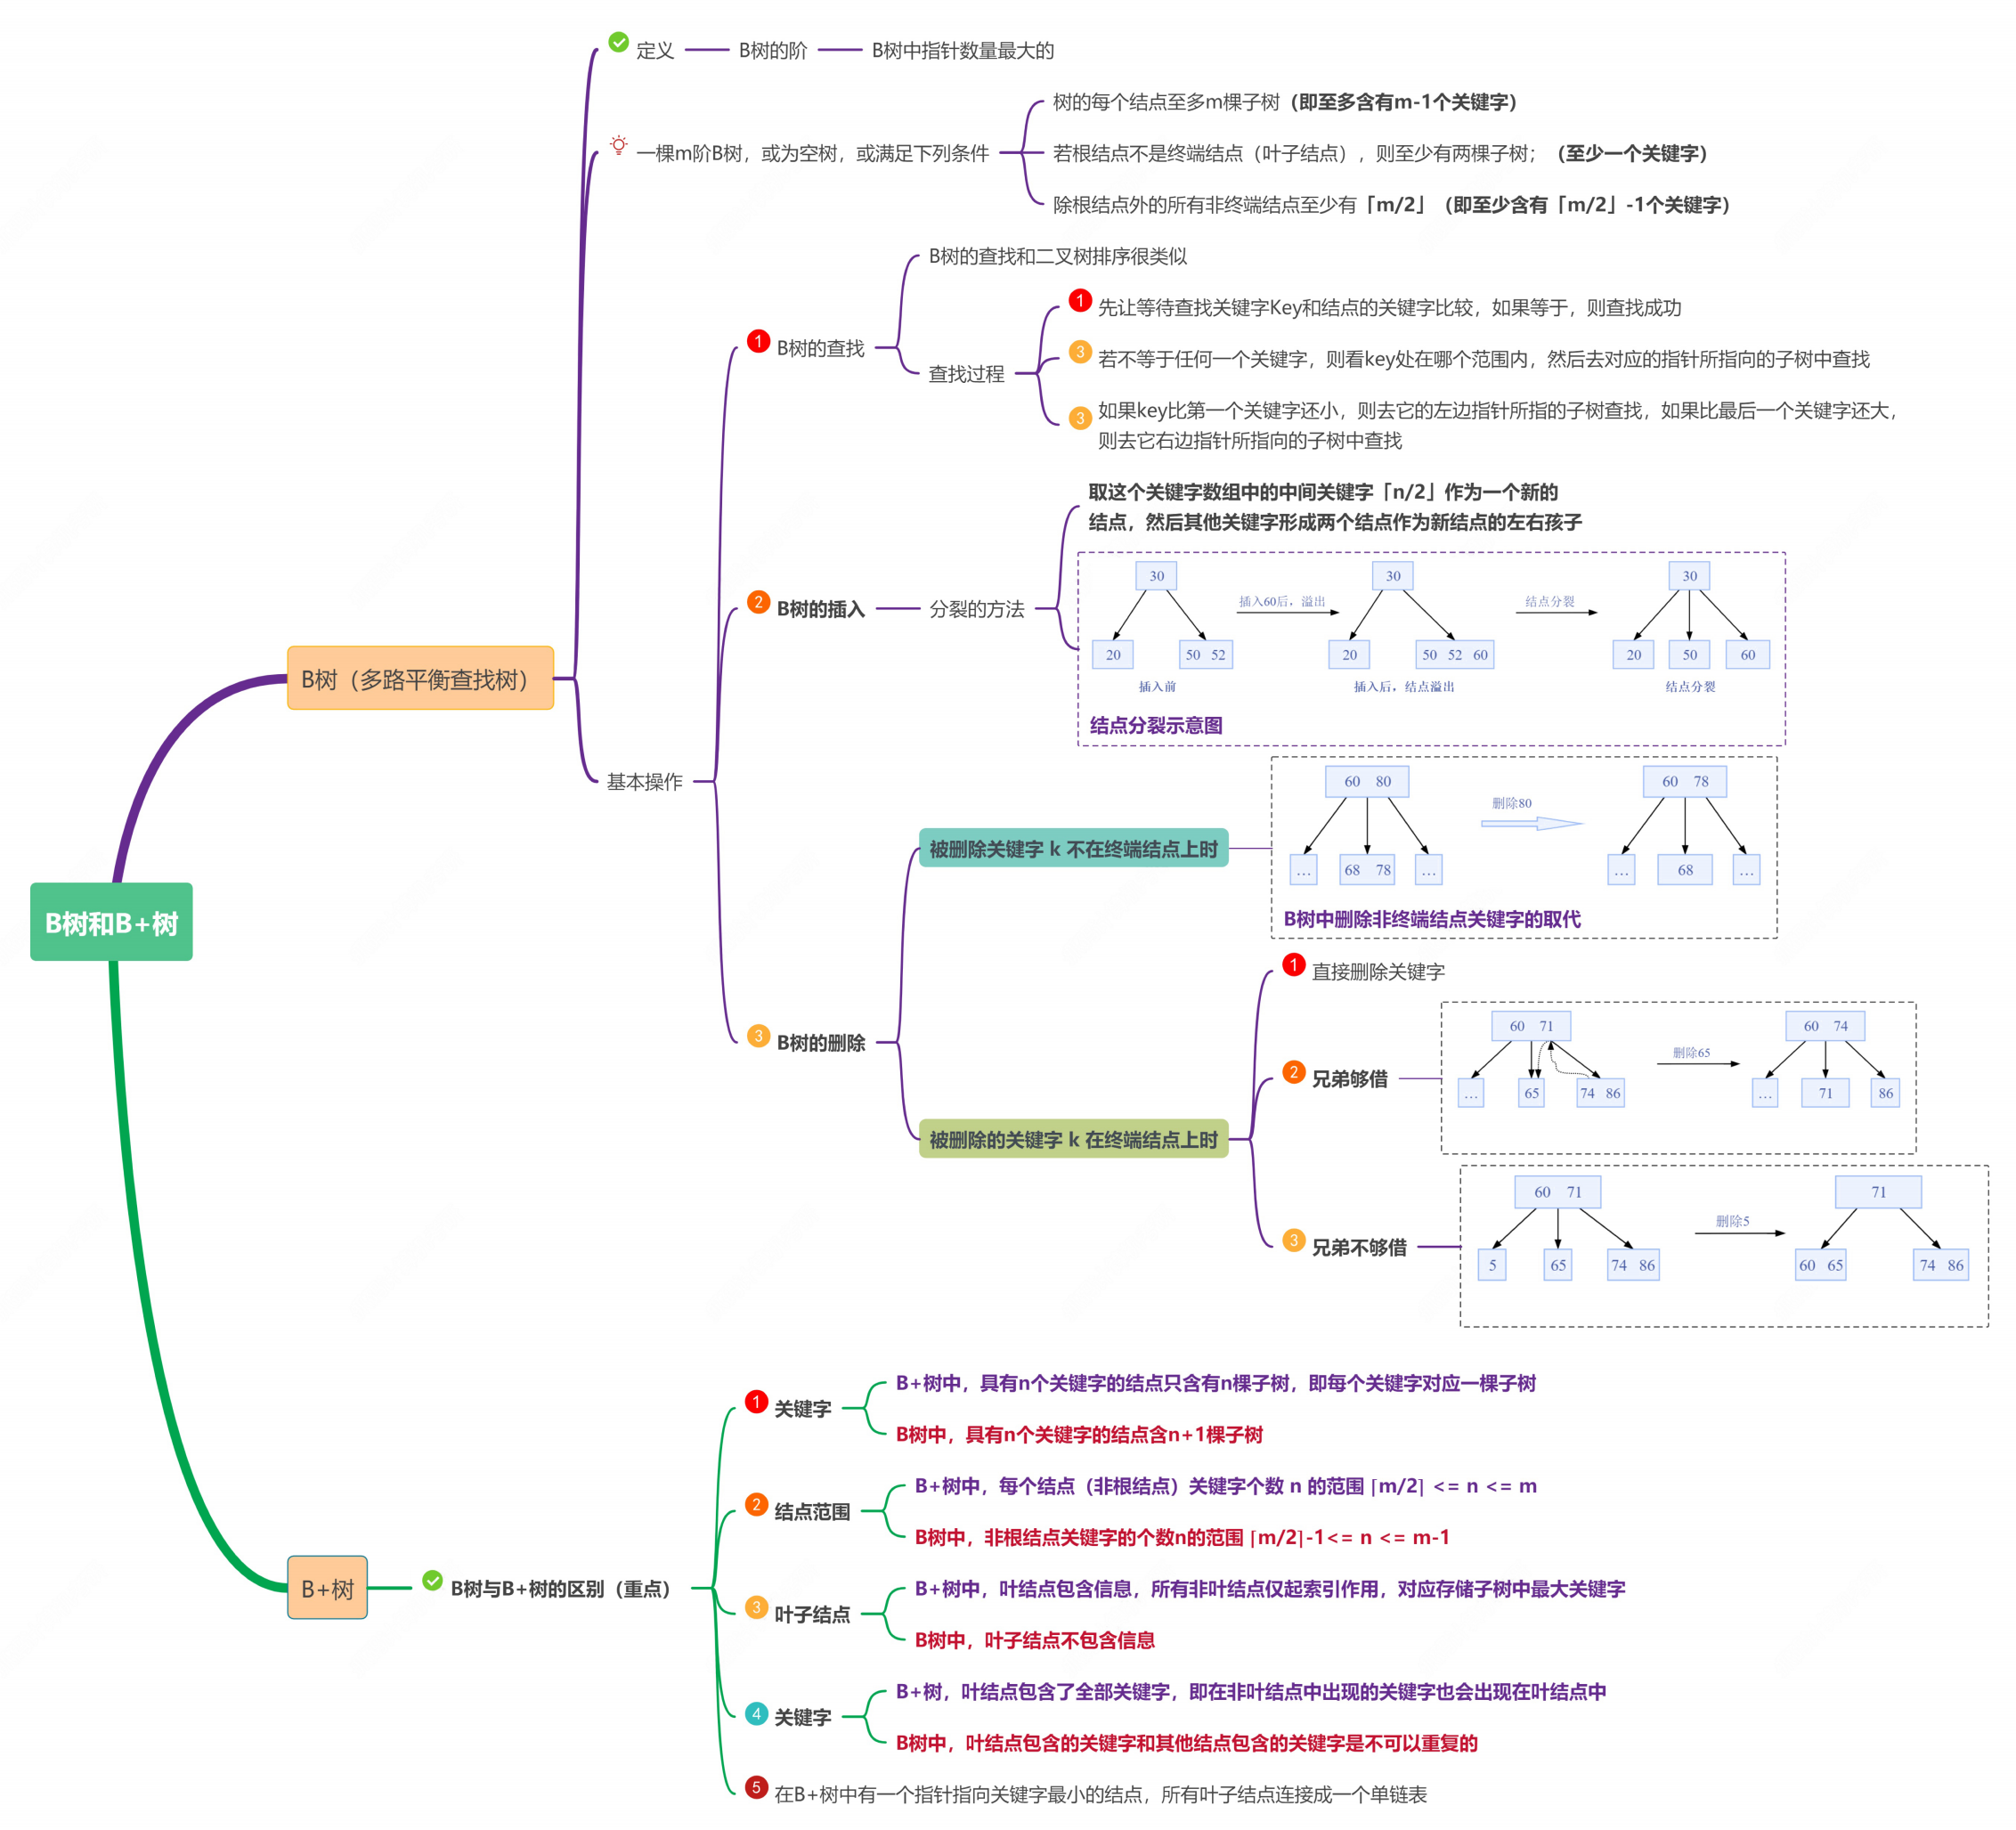 B树和B+树
B树（多路平衡查找树）
定义
B树的阶
B树中指针数量最大的
一棵m阶B树，或为空树，或满足下列条件
树的每个结点至多m棵子树（即至多含有m-1个关键字）
若根结点不是终端结点（叶子结点），则至少有两棵子树；（至少一个关键字）
除根结点外的所有非终端结点至少有「m/2」（即至少含有「m/2」-1个关键字）
基本操作
1 B树的查找
B树的查找和二叉树排序很类似
查找过程
1 先让等待查找关键字Key和结点的关键字比较，如果等于，则查找成功
3 若不等于任何一个关键字，则看key处在哪个范围内，然后去对应的指针所指向的子树中查找
3 如果key比第一个关键字还小，则去它的左边指针所指的子树查找，如果比最后一个关键字还大，
则去它右边指针所指向的子树中查找
2 B树的插入
分裂的方法
取这个关键字数组中的中间关键字「n/2」作为一个新的
结点，然后其他关键字形成两个结点作为新结点的左右孩子
30
20
50 52
插入前
插入60后，溢出
30
20
50 52 60
插入后，结点溢出
结点分裂
30
20
50
60
结点分裂
结点分裂示意图
3 B树的删除
被删除关键字 k 不在终端结点上时
60 80
...
68 78
...
删除80
60 78
...
68
...
B树中删除非终端结点关键字的取代
被删除的关键字 k 在终端结点上时
1 直接删除关键字
2 兄弟够借
60 71
...
65
74 86
删除65
60 74
...
71
86
3 兄弟不够借
60 71
5
65
74 86
删除5
71
60 65
74 86
B+树
B树与B+树的区别（重点）
1 关键字
B+树中，具有n个关键字的结点只含有n棵子树，即每个关键字对应一棵子树
B树中，具有n个关键字的结点含n+1棵子树
2 结点范围
B+树中，每个结点（非根结点）关键字个数 n 的范围 ⌈m/2⌉ <= n <= m
B树中，非根结点关键字的个数n的范围 ⌈m/2⌉-1<= n <= m-1
3 叶子结点
B+树中，叶结点包含信息，所有非叶结点仅起索引作用，对应存储子树中最大关键字
B树中，叶子结点不包含信息
4 关键字
B+树，叶结点包含了全部关键字，即在非叶结点中出现的关键字也会出现在叶结点中
B树中，叶结点包含的关键字和其他结点包含的关键字是不可以重复的
5 在B+树中有一个指针指向关键字最小的结点，所有叶子结点连接成一个单链表